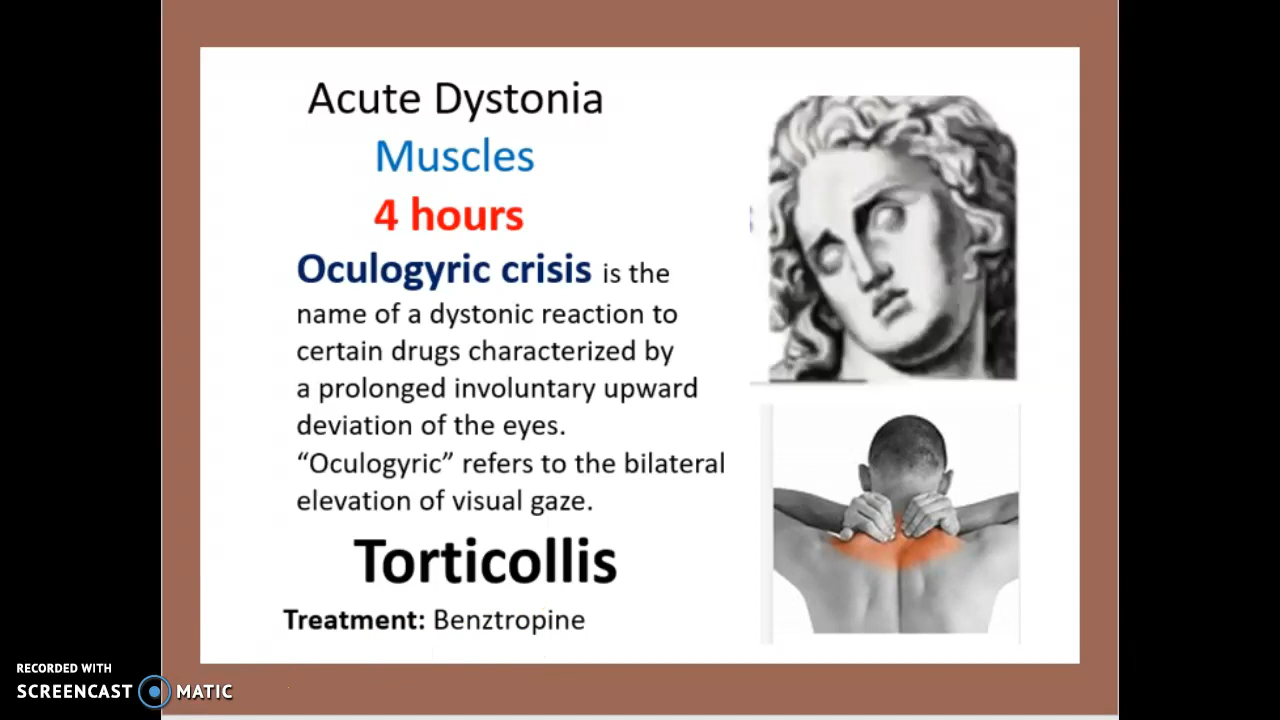 Acute Dystonia
Muscles
4 hours
Oculogyric crisis is the
name of a dystonic reaction to
certain drugs characterized by
a prolonged involuntary upward
deviation of the eyes.
“Oculogyric” refers to the bilateral
elevation of visual gaze.
Torticollis
Treatment: Benztropine
RECORDED WITH
SCREENCAST MATIC